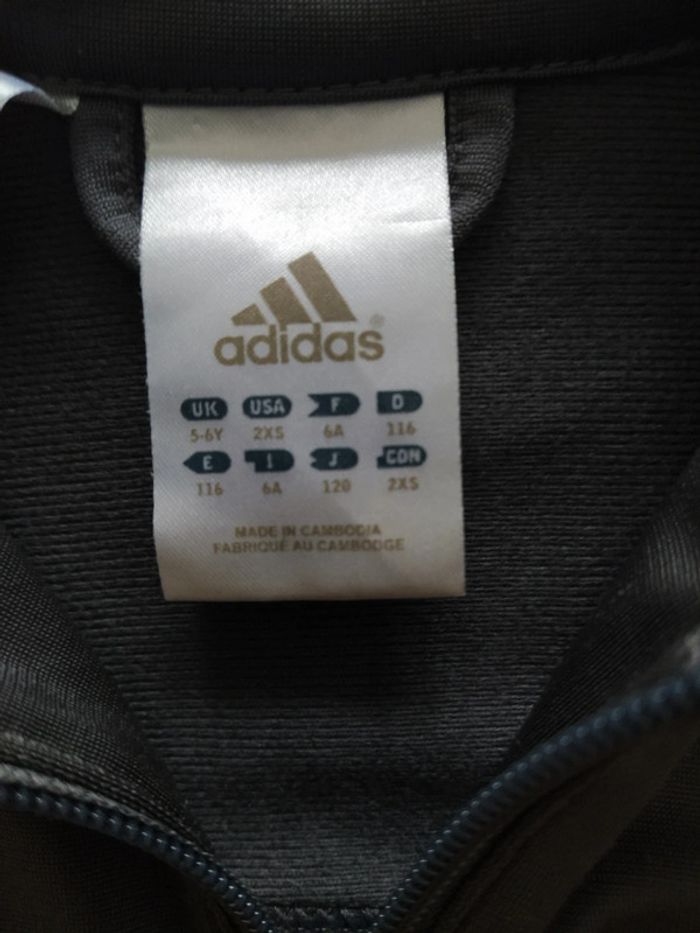 adidas®
UK USA F D
5-6Y 2XS 6A 116
E I J CDN
116 6A 120 2XS
MADE IN CAMBODIA
FABRIQUÉ AU CAMBODGE